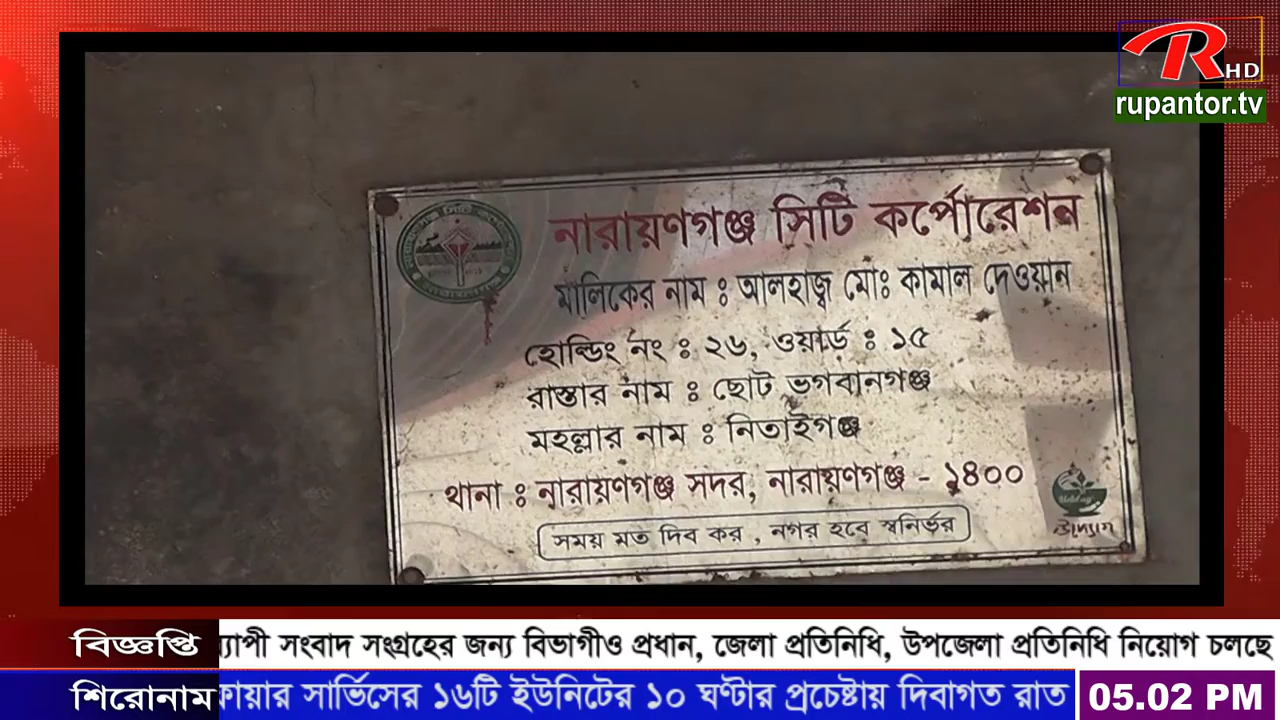 R HD
rupantor.tv
নারায়ণগঞ্জ সিটি কর্পোরেশন
মালিকের নাম : আলহাজ্ব মোঃ কামাল দেওয়ান
হোল্ডিং নং : ২৬, ওয়ার্ড : ১৫
রাস্তার নাম : ছোট ভগবানগঞ্জ
মহল্লার নাম : নিতাইগঞ্জ
থানা : নারায়ণগঞ্জ সদর, নারায়ণগঞ্জ - ১৪০০
সময় মত দিব কর , নগর হবে স্বনির্ভর
উদ্যোগ
বিজ্ঞপ্তি
্যাপী সংবাদ সংগ্রহের জন্য বিভাগীও প্রধান, জেলা প্রতিনিধি, উপজেলা প্রতিনিধি নিয়োগ চলছে
শিরোনাম
ফায়ার সার্ভিসের ১৬টি ইউনিটের ১০ ঘণ্টার প্রচেষ্টায় দিবাগত রাত
05.02 PM